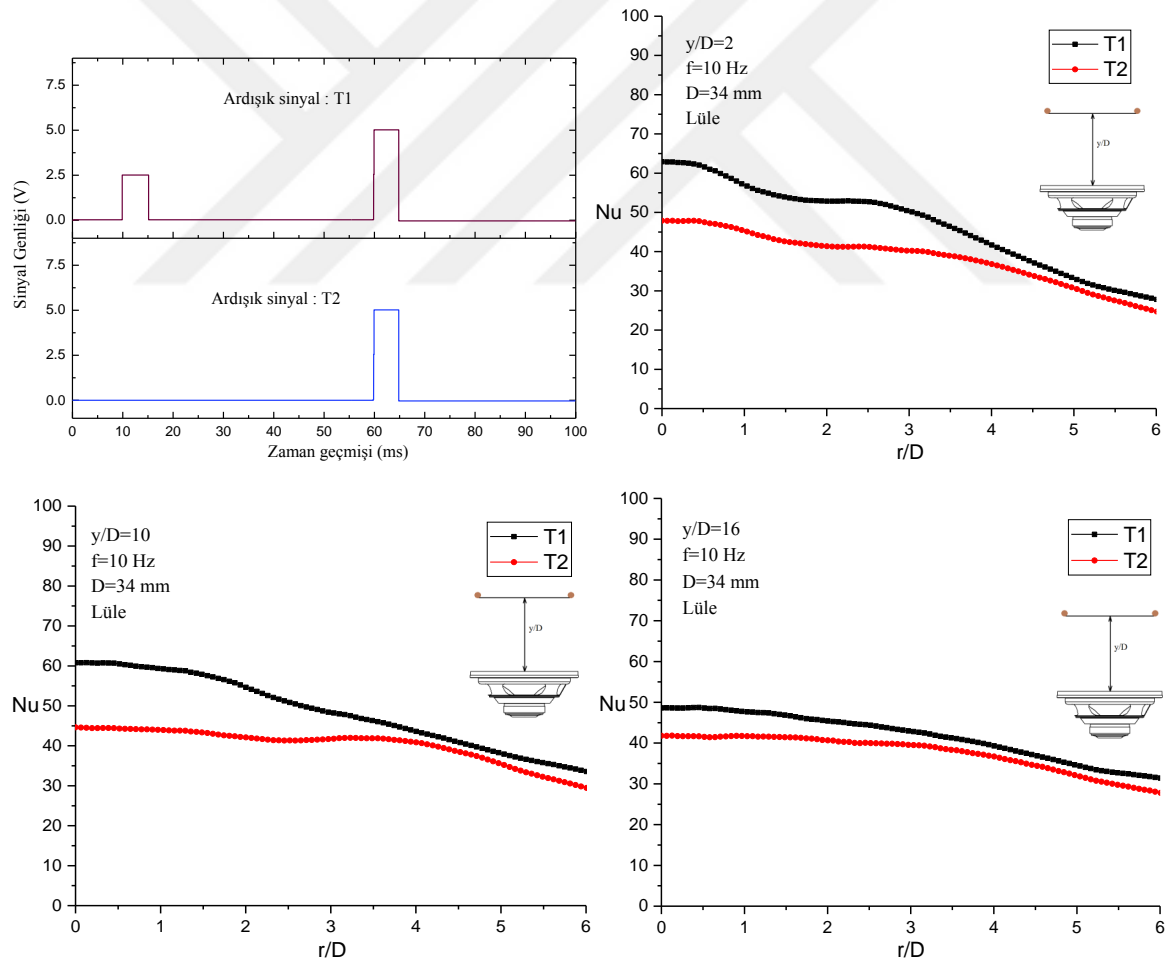 7.5
5.0
2.5
0.0
Ardışık sinyal : T1
7.5
5.0
2.5
0.0
Ardışık sinyal : T2
Sinyal Genliği (V)
0 10 20 30 40 50 60 70 80 90 100
Zaman geçmişi (ms)
100
90
80
70
60
50
40
30
20
10
0
Nu
y/D=2
f=10 Hz
D=34 mm
Lüle
T1
T2
y/D
0 1 2 3 4 5 6
r/D
100
90
80
70
60
50
40
30
20
10
0
Nu
y/D=10
f=10 Hz
D=34 mm
Lüle
T1
T2
y/D
0 1 2 3 4 5 6
r/D
100
90
80
70
60
50
40
30
20
10
0
Nu
y/D=16
f=10 Hz
D=34 mm
Lüle
T1
T2
y/D
0 1 2 3 4 5 6
r/D